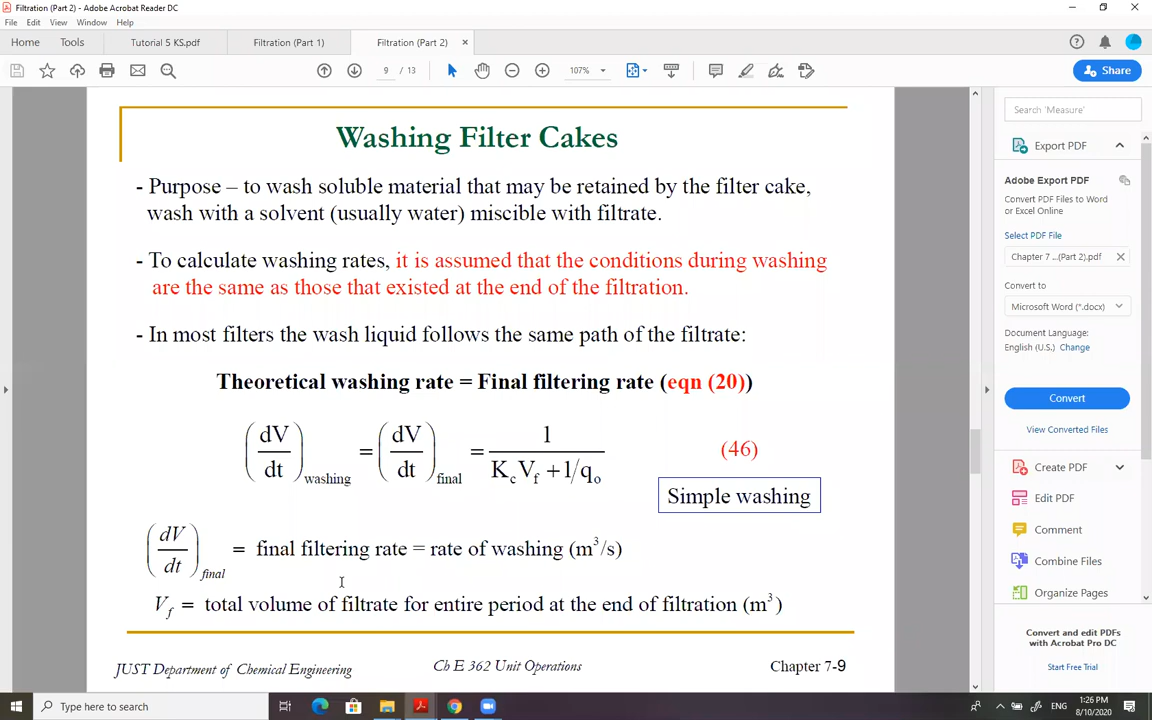 Filtration (Part 2) - Adobe Acrobat Reader DC
File Edit View Window Help
Home Tools Tutorial 5 KS.pdf Filtration (Part 1) Filtration (Part 2) ×
9 / 13 107% Share
Washing Filter Cakes
- Purpose – to wash soluble material that may be retained by the filter cake,
wash with a solvent (usually water) miscible with filtrate.
- To calculate washing rates, it is assumed that the conditions during washing
are the same as those that existed at the end of the filtration.
- In most filters the wash liquid follows the same path of the filtrate:
Theoretical washing rate = Final filtering rate (eqn (20))
(dV/dt)washing = (dV/dt)final = 1/(KcVf + 1/qo) (46)
Simple washing
(dV/dt)final = final filtering rate = rate of washing (m³/s)
Vf = total volume of filtrate for entire period at the end of filtration (m³)
JUST Department of Chemical Engineering Ch E 362 Unit Operations Chapter 7-9
Search 'Measure'
Export PDF
Adobe Export PDF
Convert PDF Files to Word
or Excel Online
Select PDF File
Chapter 7 ...(Part 2).pdf ×
Convert to
Microsoft Word (*.docx)
Document Language:
English (U.S.) Change
Convert
View Converted Files
Create PDF
Edit PDF
Comment
Combine Files
Organize Pages
Convert and edit PDFs
with Acrobat Pro DC
Start Free Trial
Type here to search
ENG
1:26 PM
8/10/2020